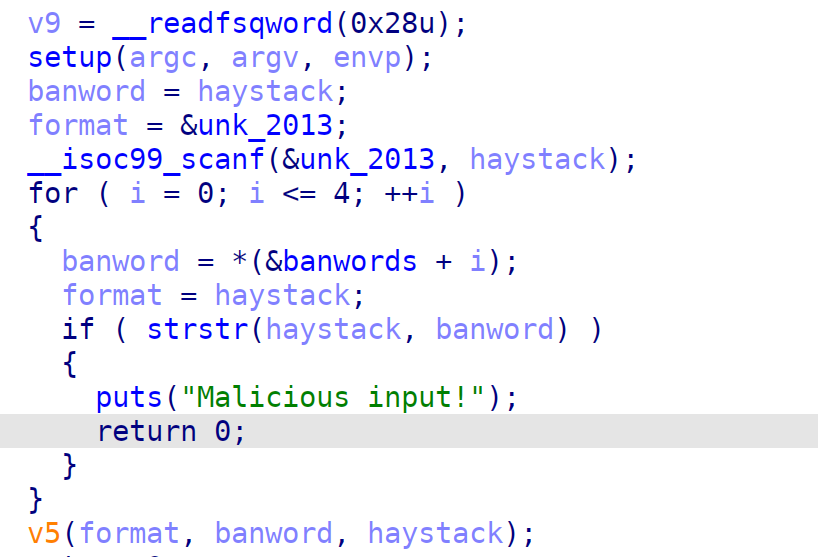 v9 = __readfsqword(0x28u);
setup(argc, argv, envp);
banword = haystack;
format = &unk_2013;
__isoc99_scanf(&unk_2013, haystack);
for ( i = 0; i <= 4; ++i )
{
banword = *(&banwords + i);
format = haystack;
if ( strstr(haystack, banword) )
{
puts("Malicious input!");
return 0;
}
}
v5(format, banword, haystack);